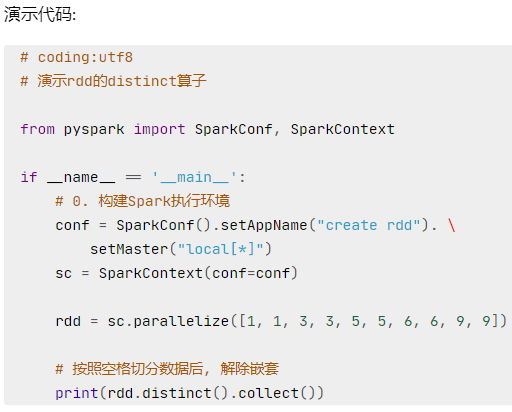 演示代码:
# coding:utf8
# 演示rdd的distinct算子
from pyspark import SparkConf, SparkContext
if __name__ == '__main__':
# 0. 构建Spark执行环境
conf = SparkConf().setAppName("create rdd"). \
setMaster("local[*]")
sc = SparkContext(conf=conf)
rdd = sc.parallelize([1, 1, 3, 3, 5, 5, 6, 6, 9, 9])
# 按照空格切分数据后, 解除嵌套
print(rdd.distinct().collect())